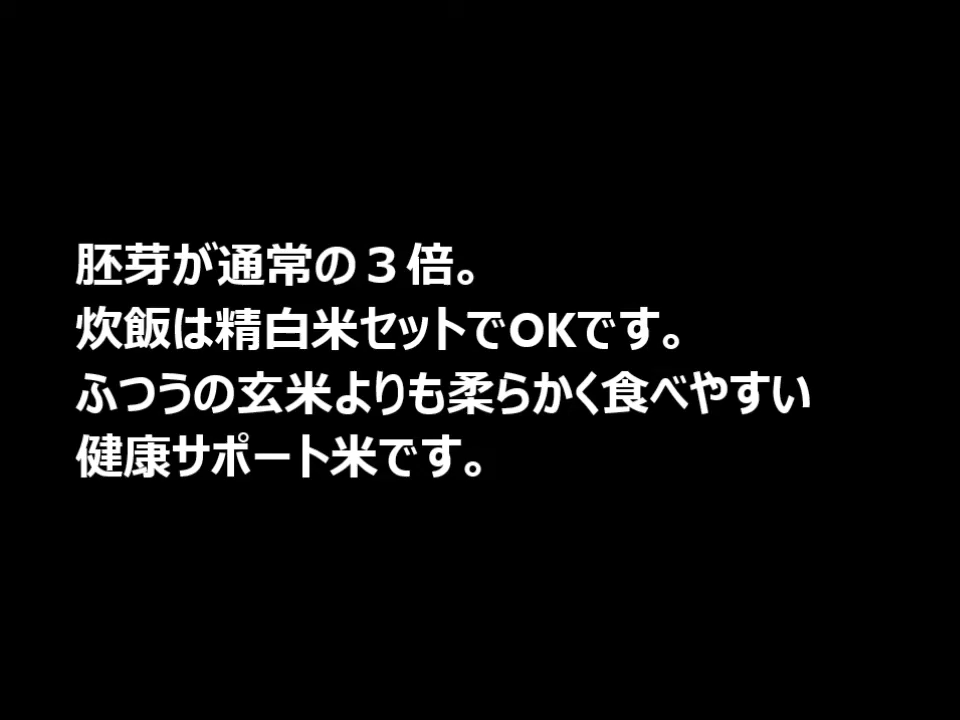 胚芽が通常の３倍。
炊飯は精白米セットでOKです。
ふつうの玄米よりも柔らかく食べやすい
健康サポート米です。